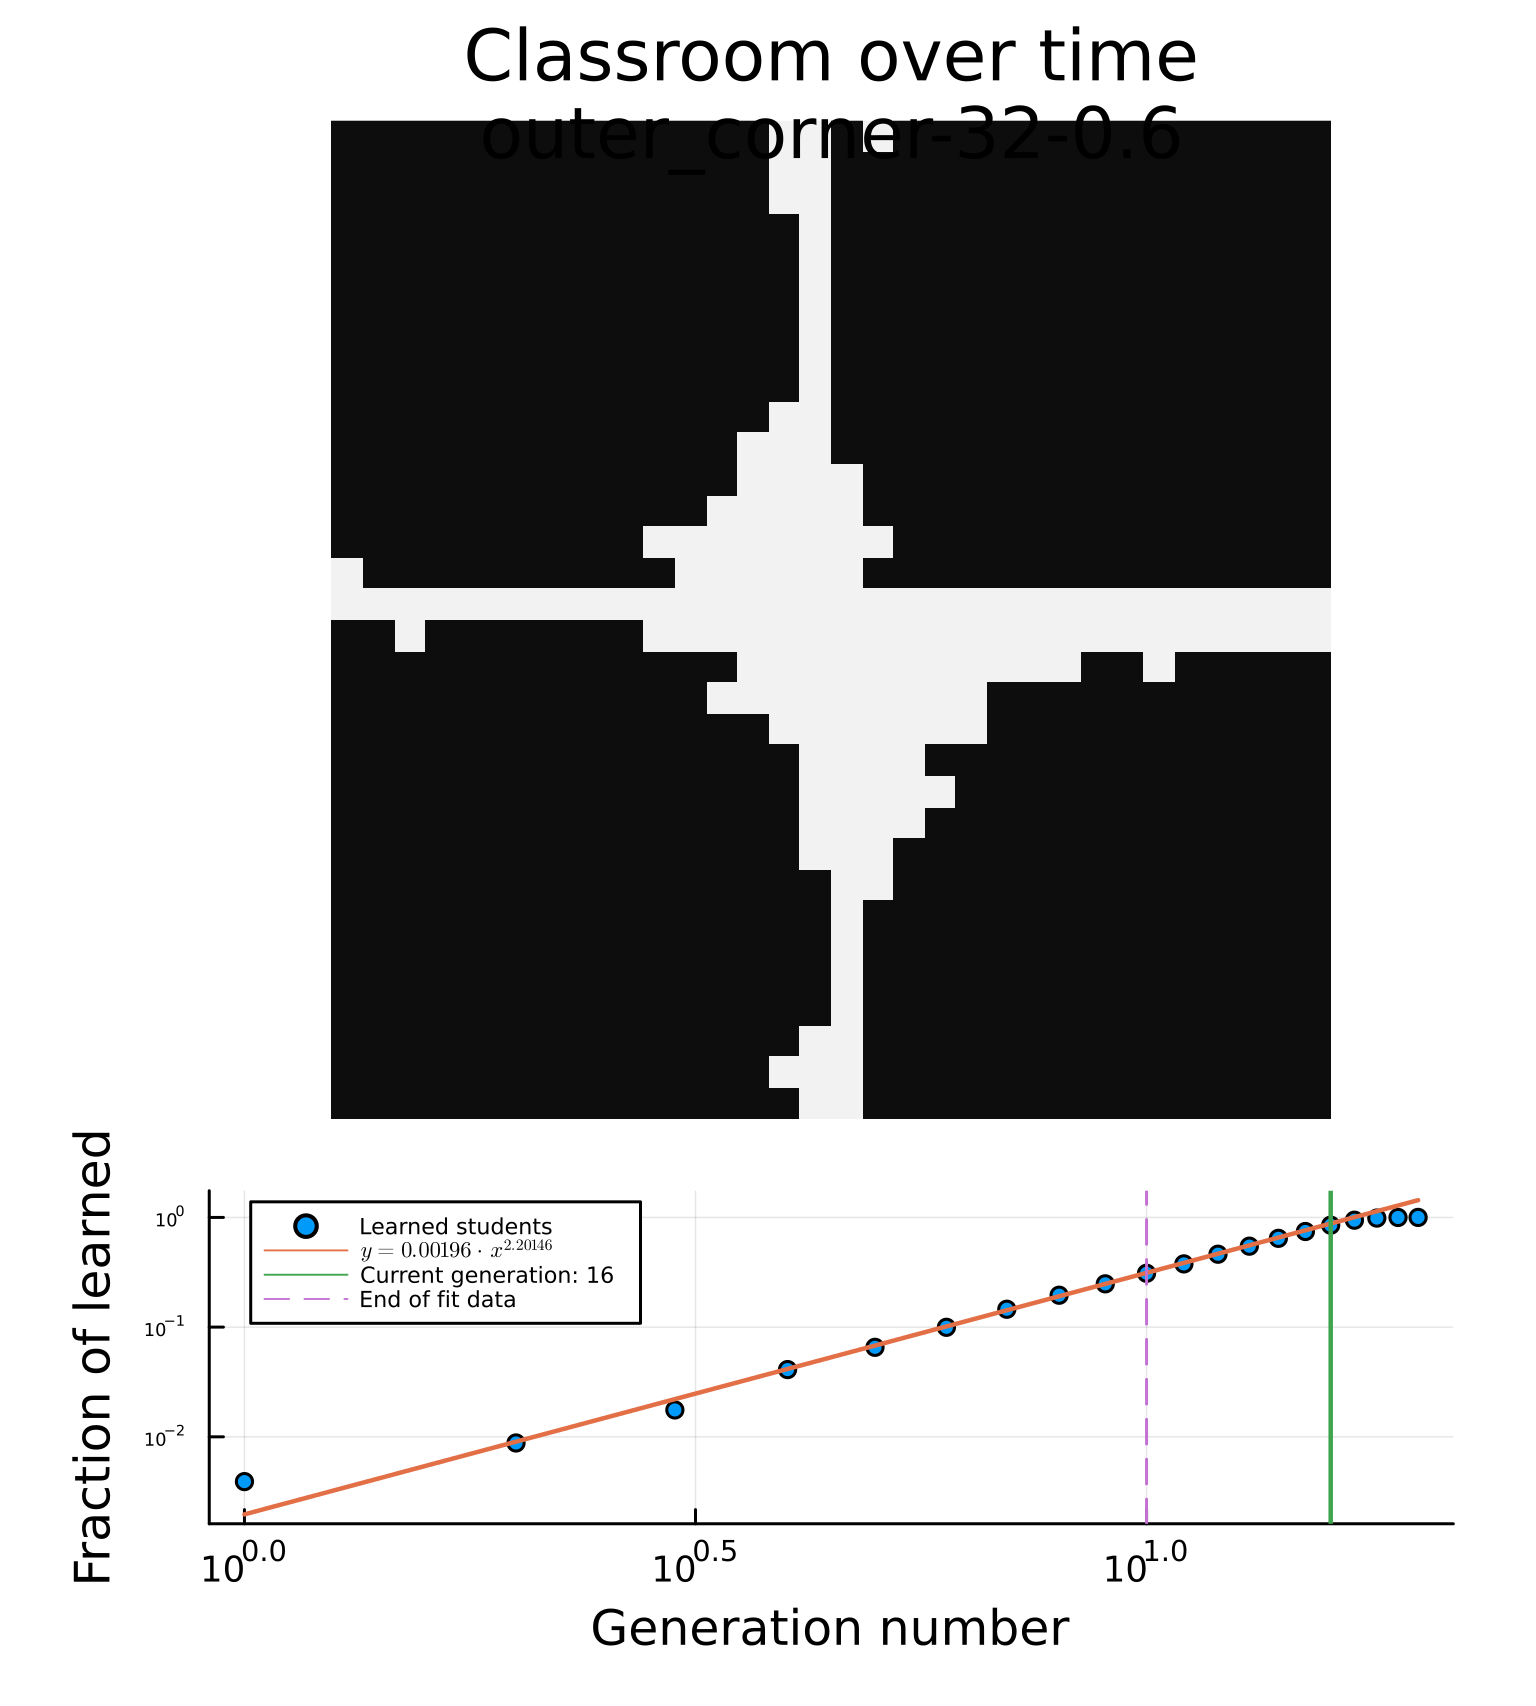 Classroom over time
outer_corner-32-0.6
Fraction of learned
10⁰
10⁻¹
10⁻²
Learned students
y = 0.00196 · x^2.20146
Current generation: 16
End of fit data
10^0.0 10^0.5 10^1.0
Generation number